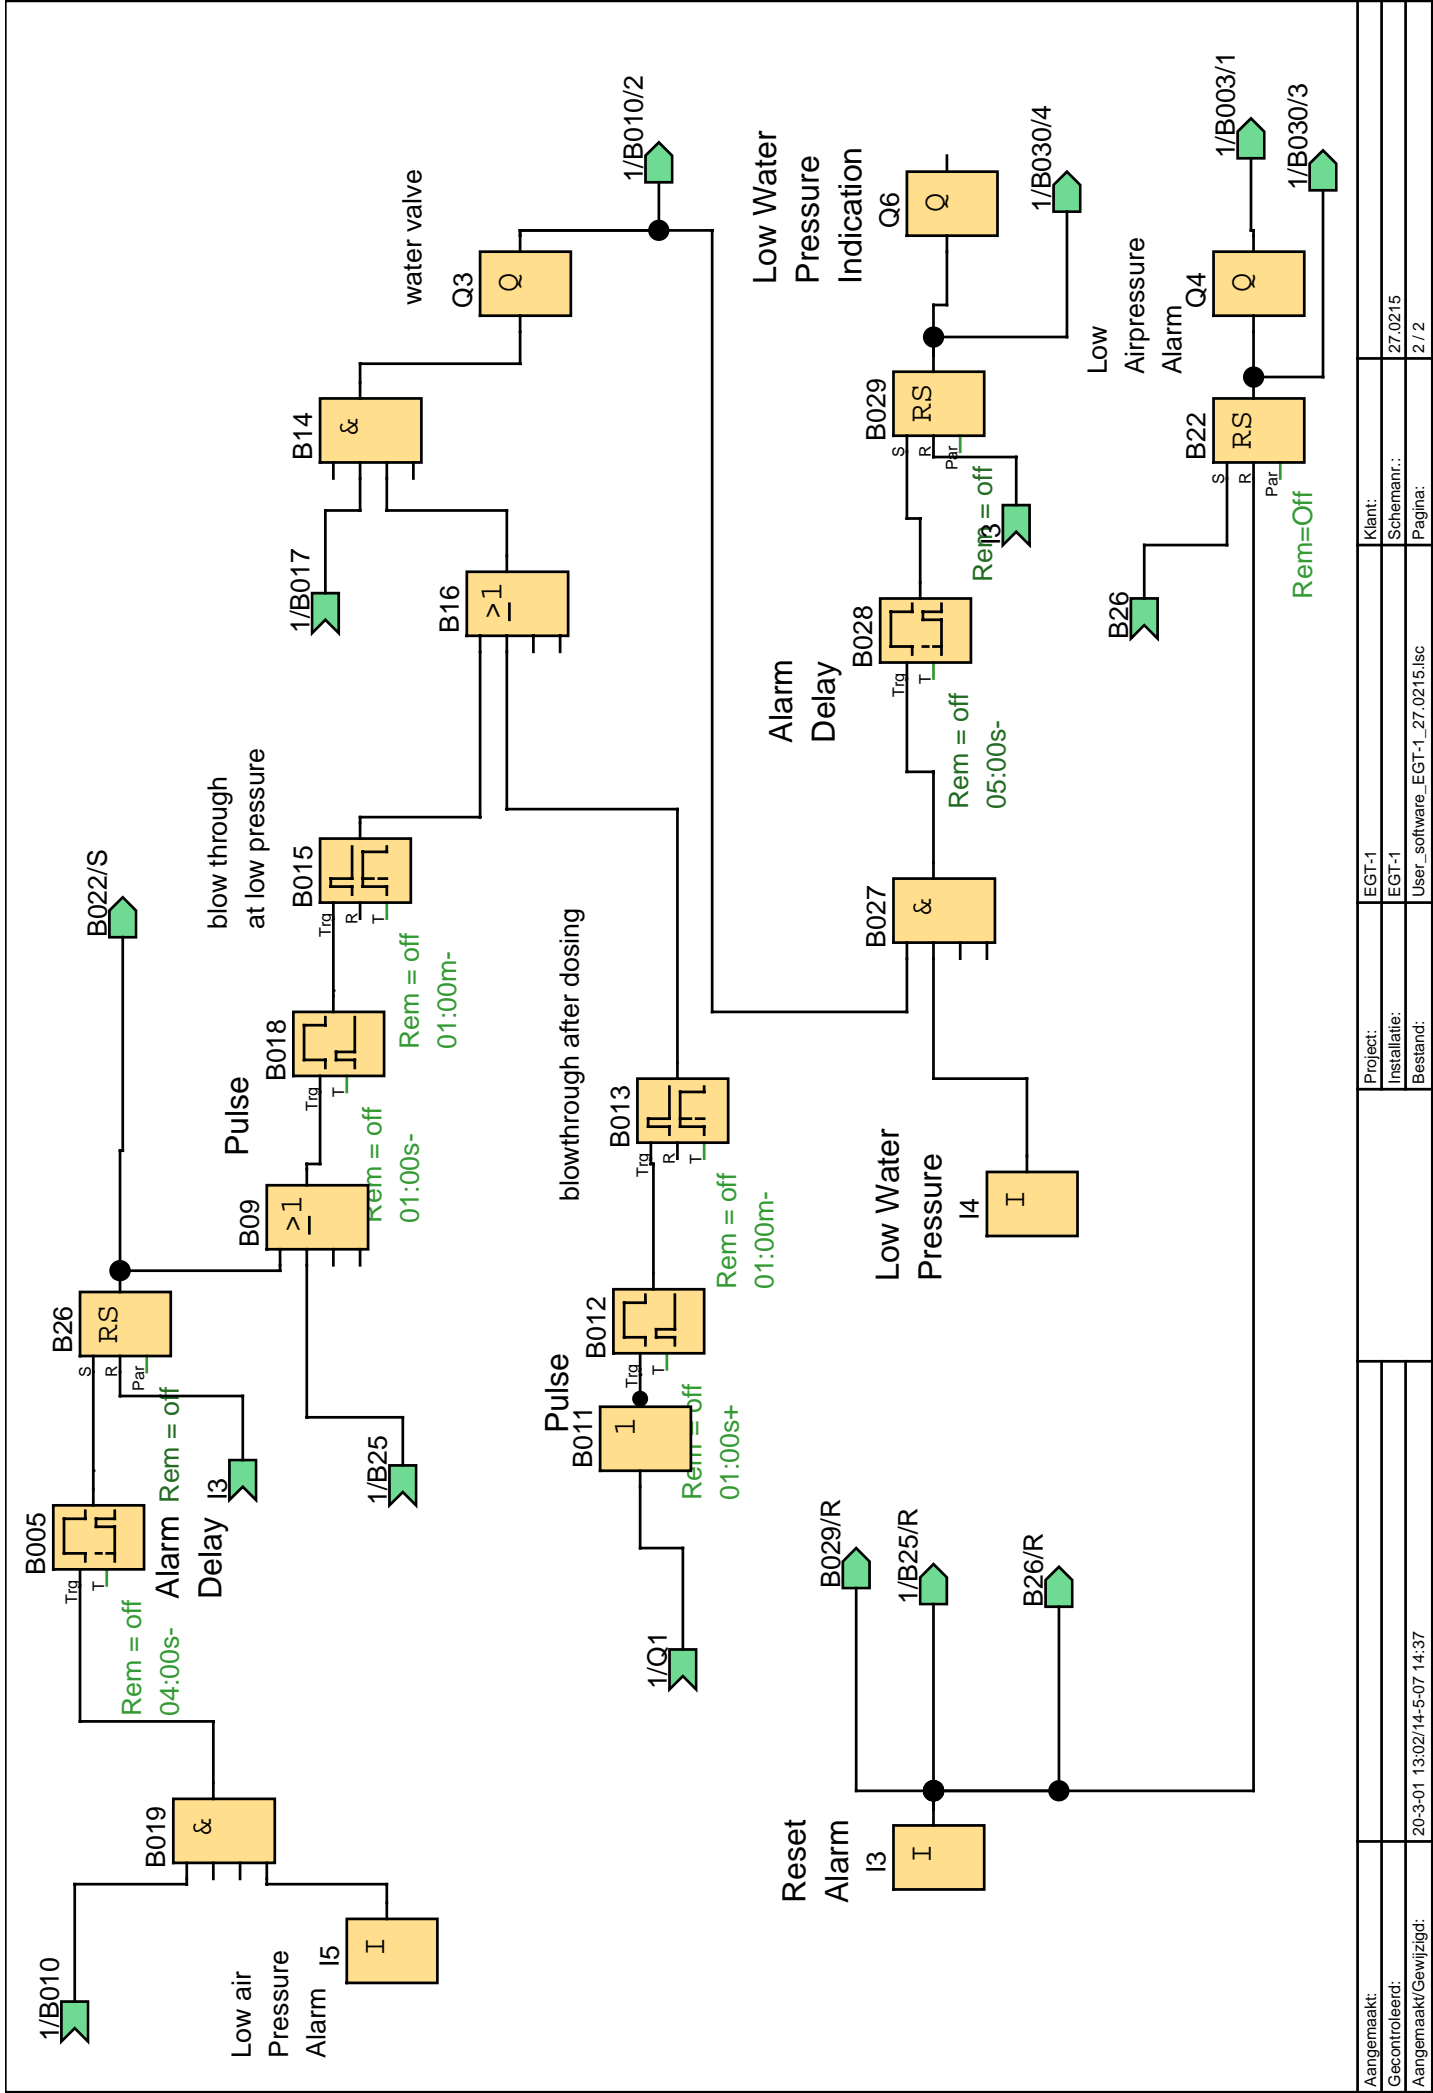 1/B010
Low air
Pressure
Alarm
I5
I
B019
&
Rem = off
04:00s-
B005
Trg
T
Alarm
Delay
B26
RS
S
R
Par
Rem = off
I3
B022/S
1/B25
B09
>1
Pulse
B018
Trg
T
Rem = off
01:00s-
blow through
at low pressure
B015
Trg
R
T
Rem = off
01:00m-
1/B017
B14
&
B16
>1
water valve
Q3
Q
1/B010/2
1/Q1
Pulse
B011
1
B012
Trg
T
Rem = off
01:00s+
blowthrough after dosing
B013
Trg
R
T
Rem = off
01:00m-
Reset
Alarm
I3
I
B029/R
1/B25/R
B26/R
Low Water
Pressure
I4
I
B027
&
Alarm
Delay
B028
Trg
T
Rem = off
05:00s-
B029
RS
S
R
Par
Rem = off
I3
Low Water
Pressure
Indication
Q6
Q
1/B030/4
B26
B22
RS
S
R
Par
Rem=Off
Low
Airpressure
Alarm
Q4
Q
1/B003/1
1/B030/3
Aangemaakt:
Gecontroleerd:
Aangemaakt/Gewijzigd: 20-3-01 13:02/14-5-07 14:37
Project: EGT-1
Installatie: EGT-1
Bestand: User_software_EGT-1_27.0215.lsc
Klant:
Schemanr.: 27.0215
Pagina: 2 / 2